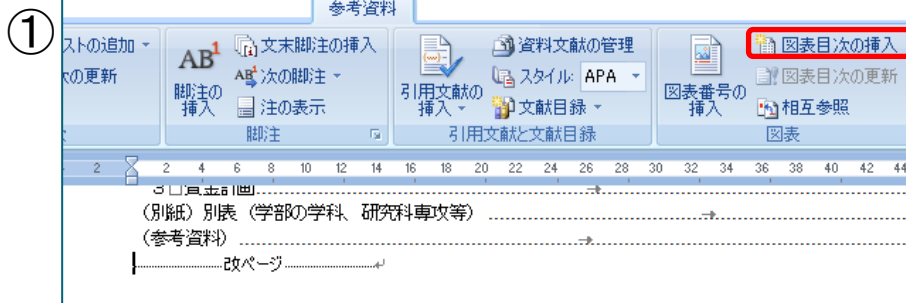 ①
参考資料
ストの追加
次の更新
AB1
脚注の
挿入
文末脚注の挿入
AB 次の脚注
注の表示
脚注
引用文献の
挿入
資料文献の管理
スタイル: APA
文献目録
引用文献と文献目録
図表番号の
挿入
図表目次の挿入
図表目次の更新
相互参照
図表
2 2 4 6 8 10 12 14 16 18 20 22 24 26 28 30 32 34 36 38 40 42 44
3□資金計画
(別紙)別表(学部の学科、研究科専攻等)
(参考資料)
改ページ